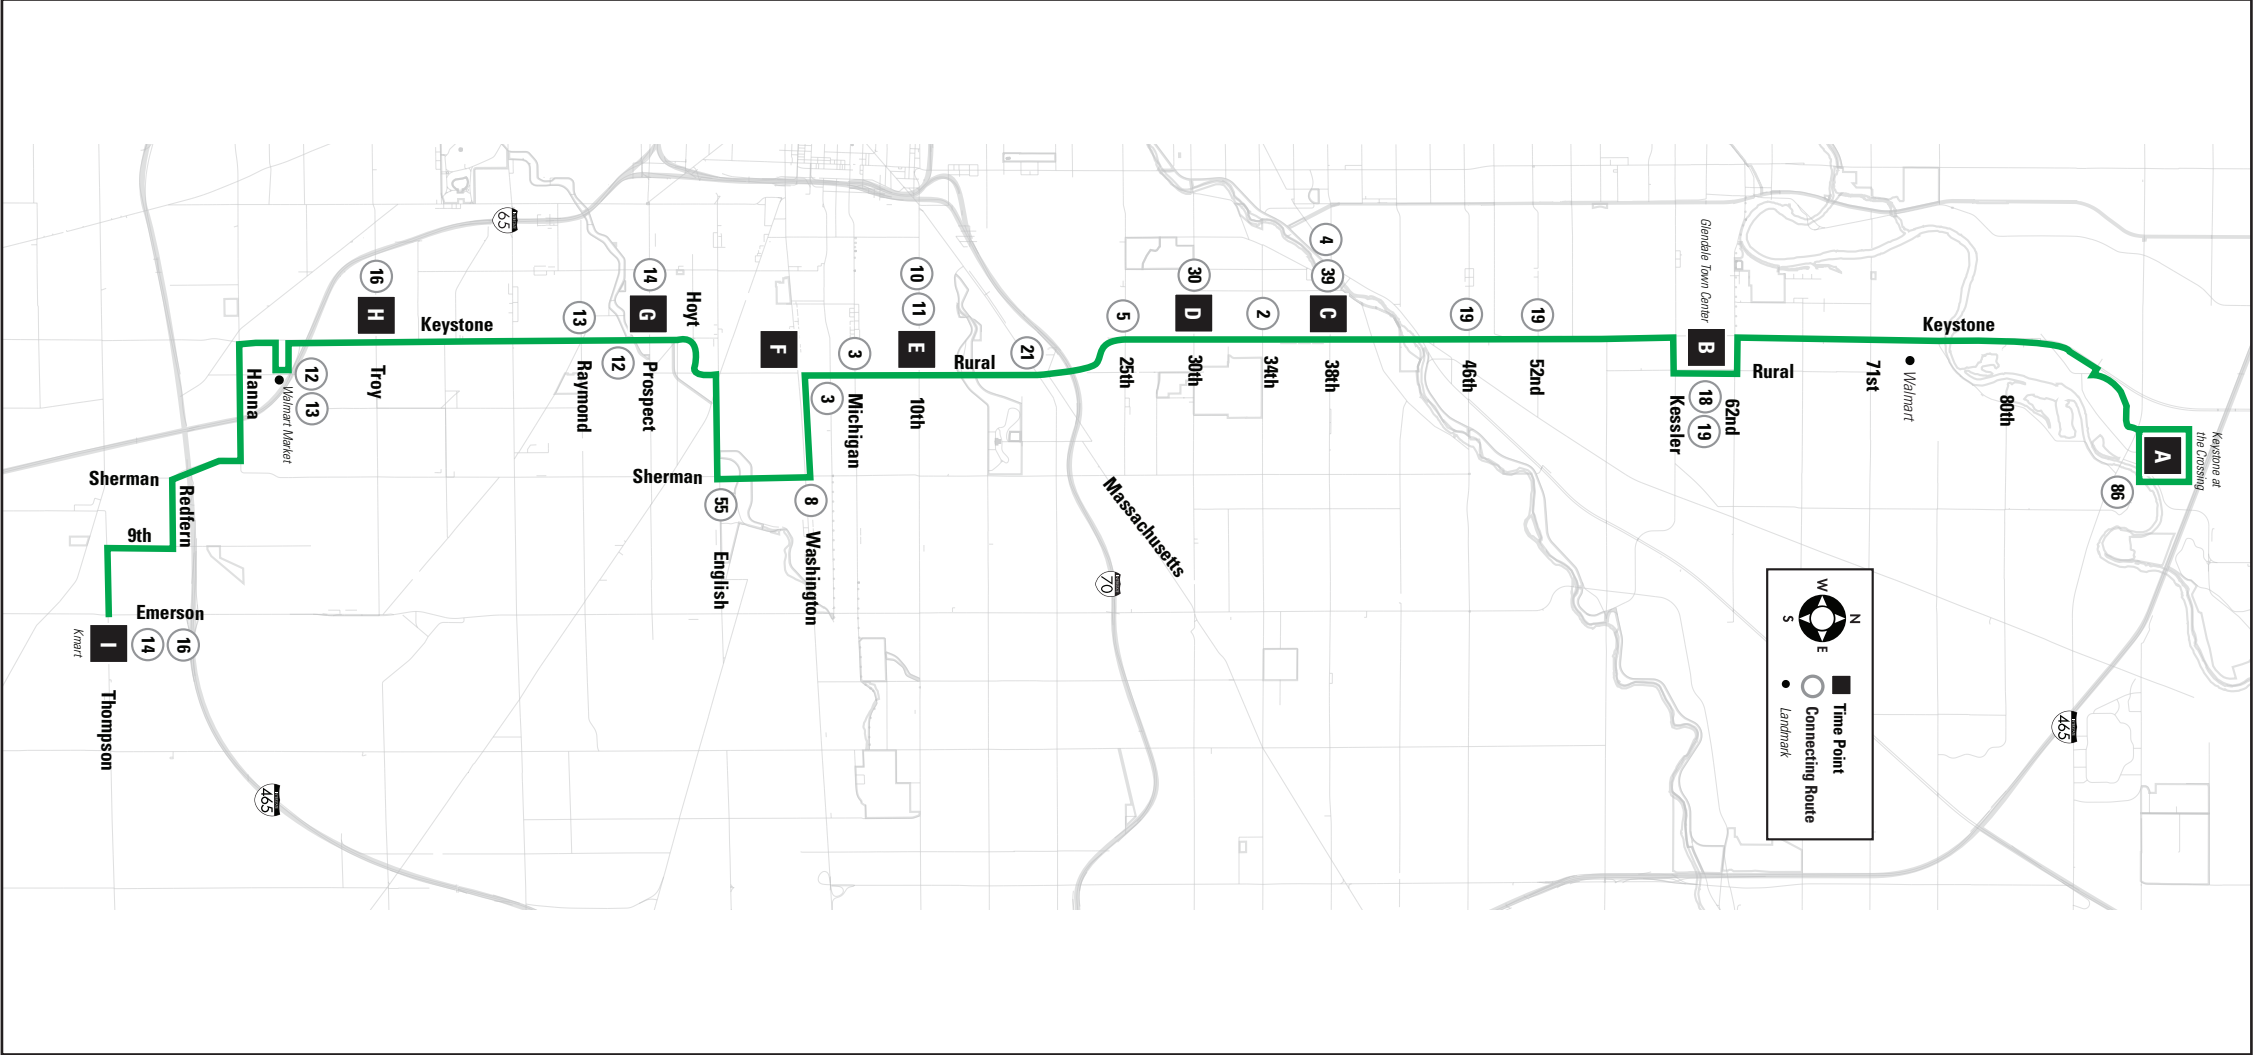 Keystone at
the Crossing
A
86
80th
Keystone
Walmart
71st
Rural
Glendale Town Center
B
62nd
18
19
Kessler
19
52nd
19
46th
4
39
C
38th
2
34th
30
D
30th
5
25th
Massachusetts
70
21
Rural
10
11
E
10th
3
Michigan
3
F
8
Washington
Sherman
55
English
Hoyt
14
G
Prospect
12
13
Raymond
Keystone
65
16
H
Troy
12
13
Walmart Market
Hanna
Sherman
Redfern
9th
Emerson
I
14
16
Kmart
Thompson
465
465
N
W
E
S
Time Point
Connecting Route
Landmark